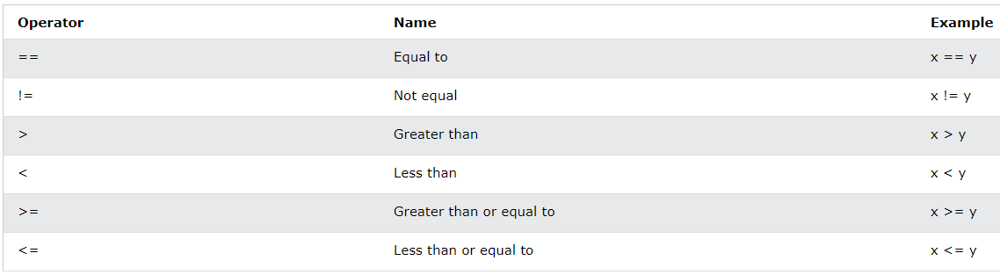 Operator Name Example
== Equal to x == y
!= Not equal x != y
> Greater than x > y
< Less than x < y
>= Greater than or equal to x >= y
<= Less than or equal to x <= y